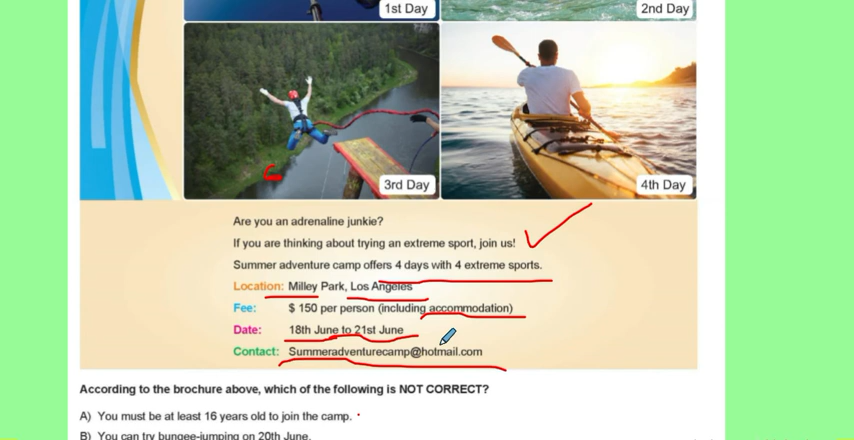 1st Day
2nd Day
3rd Day
4th Day
Are you an adrenaline junkie?
If you are thinking about trying an extreme sport, join us!
Summer adventure camp offers 4 days with 4 extreme sports.
Location: Milley Park, Los Angeles
Fee: $ 150 per person (including accommodation)
Date: 18th June to 21st June
Contact: Summeradventurecamp@hotmail.com
According to the brochure above, which of the following is NOT CORRECT?
A) You must be at least 16 years old to join the camp.
B) You can try bungee-jumping on 20th June.